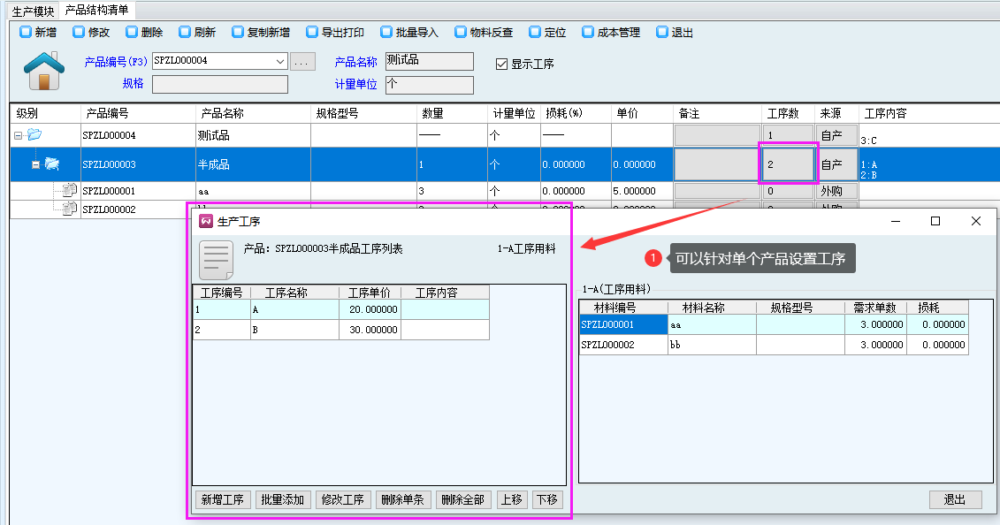 生产模块 产品结构清单
新增 修改 删除 刷新 复制新增 导出打印 批量导入 物料反查 定位 成本管理 退出
产品编号(F3) SPZL000004 ... 产品名称 测试品 显示工序
规格 计量单位 个
级别 产品编号 产品名称 规格型号 数量 计量单位 损耗(%) 单价 备注 工序数 来源 工序内容
SPZL000004 测试品 —— 个 —— 1 自产 3:C
SPZL000003 半成品 1 个 0.000000 0.000000 2 自产 1:A
2:B
SPZL000001 aa 3 个 0.000000 5.000000 0 外购
SPZL000002
生产工序
产品: SPZL000003半成品工序列表 1-A工序用料
1 可以针对单个产品设置工序
工序编号 工序名称 工序单价 工序内容
1 A 20.000000
2 B 30.000000
1-A(工序用料)
材料编号 材料名称 规格型号 需求单数 损耗
SPZL000001 aa 3.000000 0.000000
SPZL000002 bb 3.000000 0.000000
新增工序 批量添加 修改工序 删除单条 删除全部 上移 下移 退出